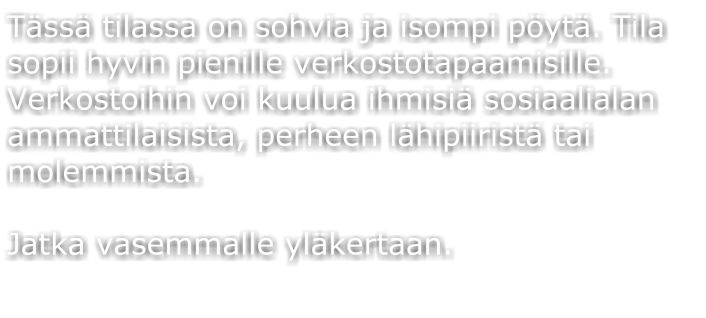 Tässä tilassa on sohvia ja isompi pöytä. Tila
sopii hyvin pienille verkostotapaamisille.
Verkostoihin voi kuulua ihmisiä sosiaalialan
ammattilaisista, perheen lähipiiristä tai
molemmista.
Jatka vasemmalle yläkertaan.